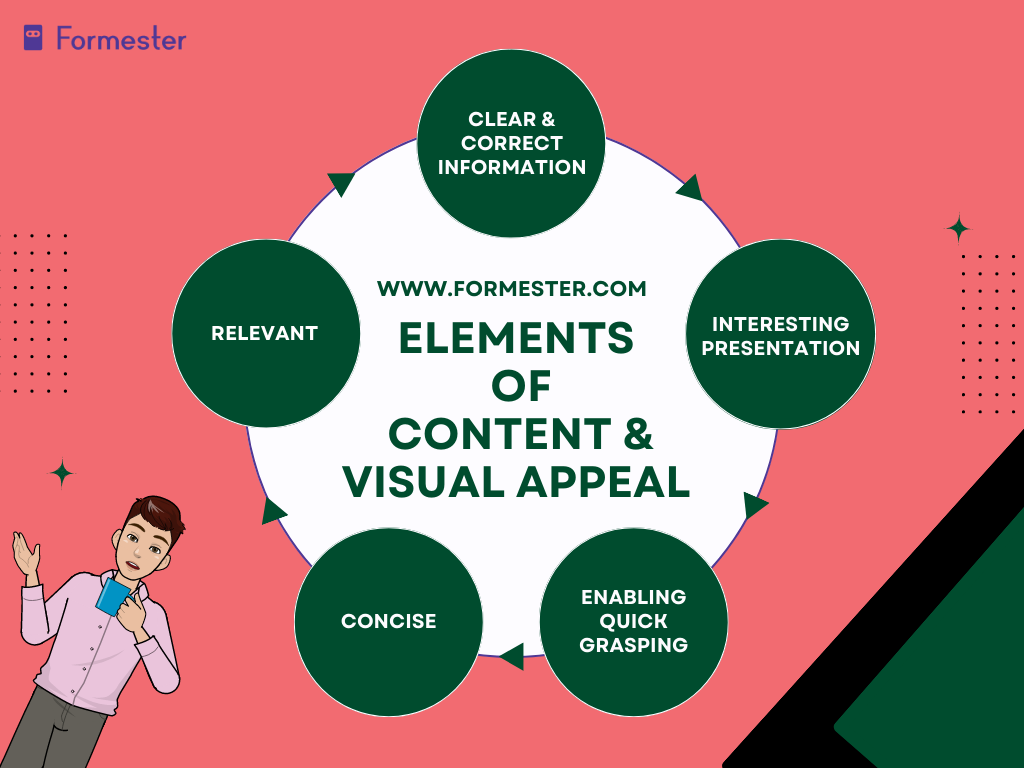 Formester
CLEAR &
CORRECT
INFORMATION
WWW.FORMESTER.COM
ELEMENTS
OF
CONTENT &
VISUAL APPEAL
INTERESTING
PRESENTATION
ENABLING
QUICK
GRASPING
CONCISE
RELEVANT